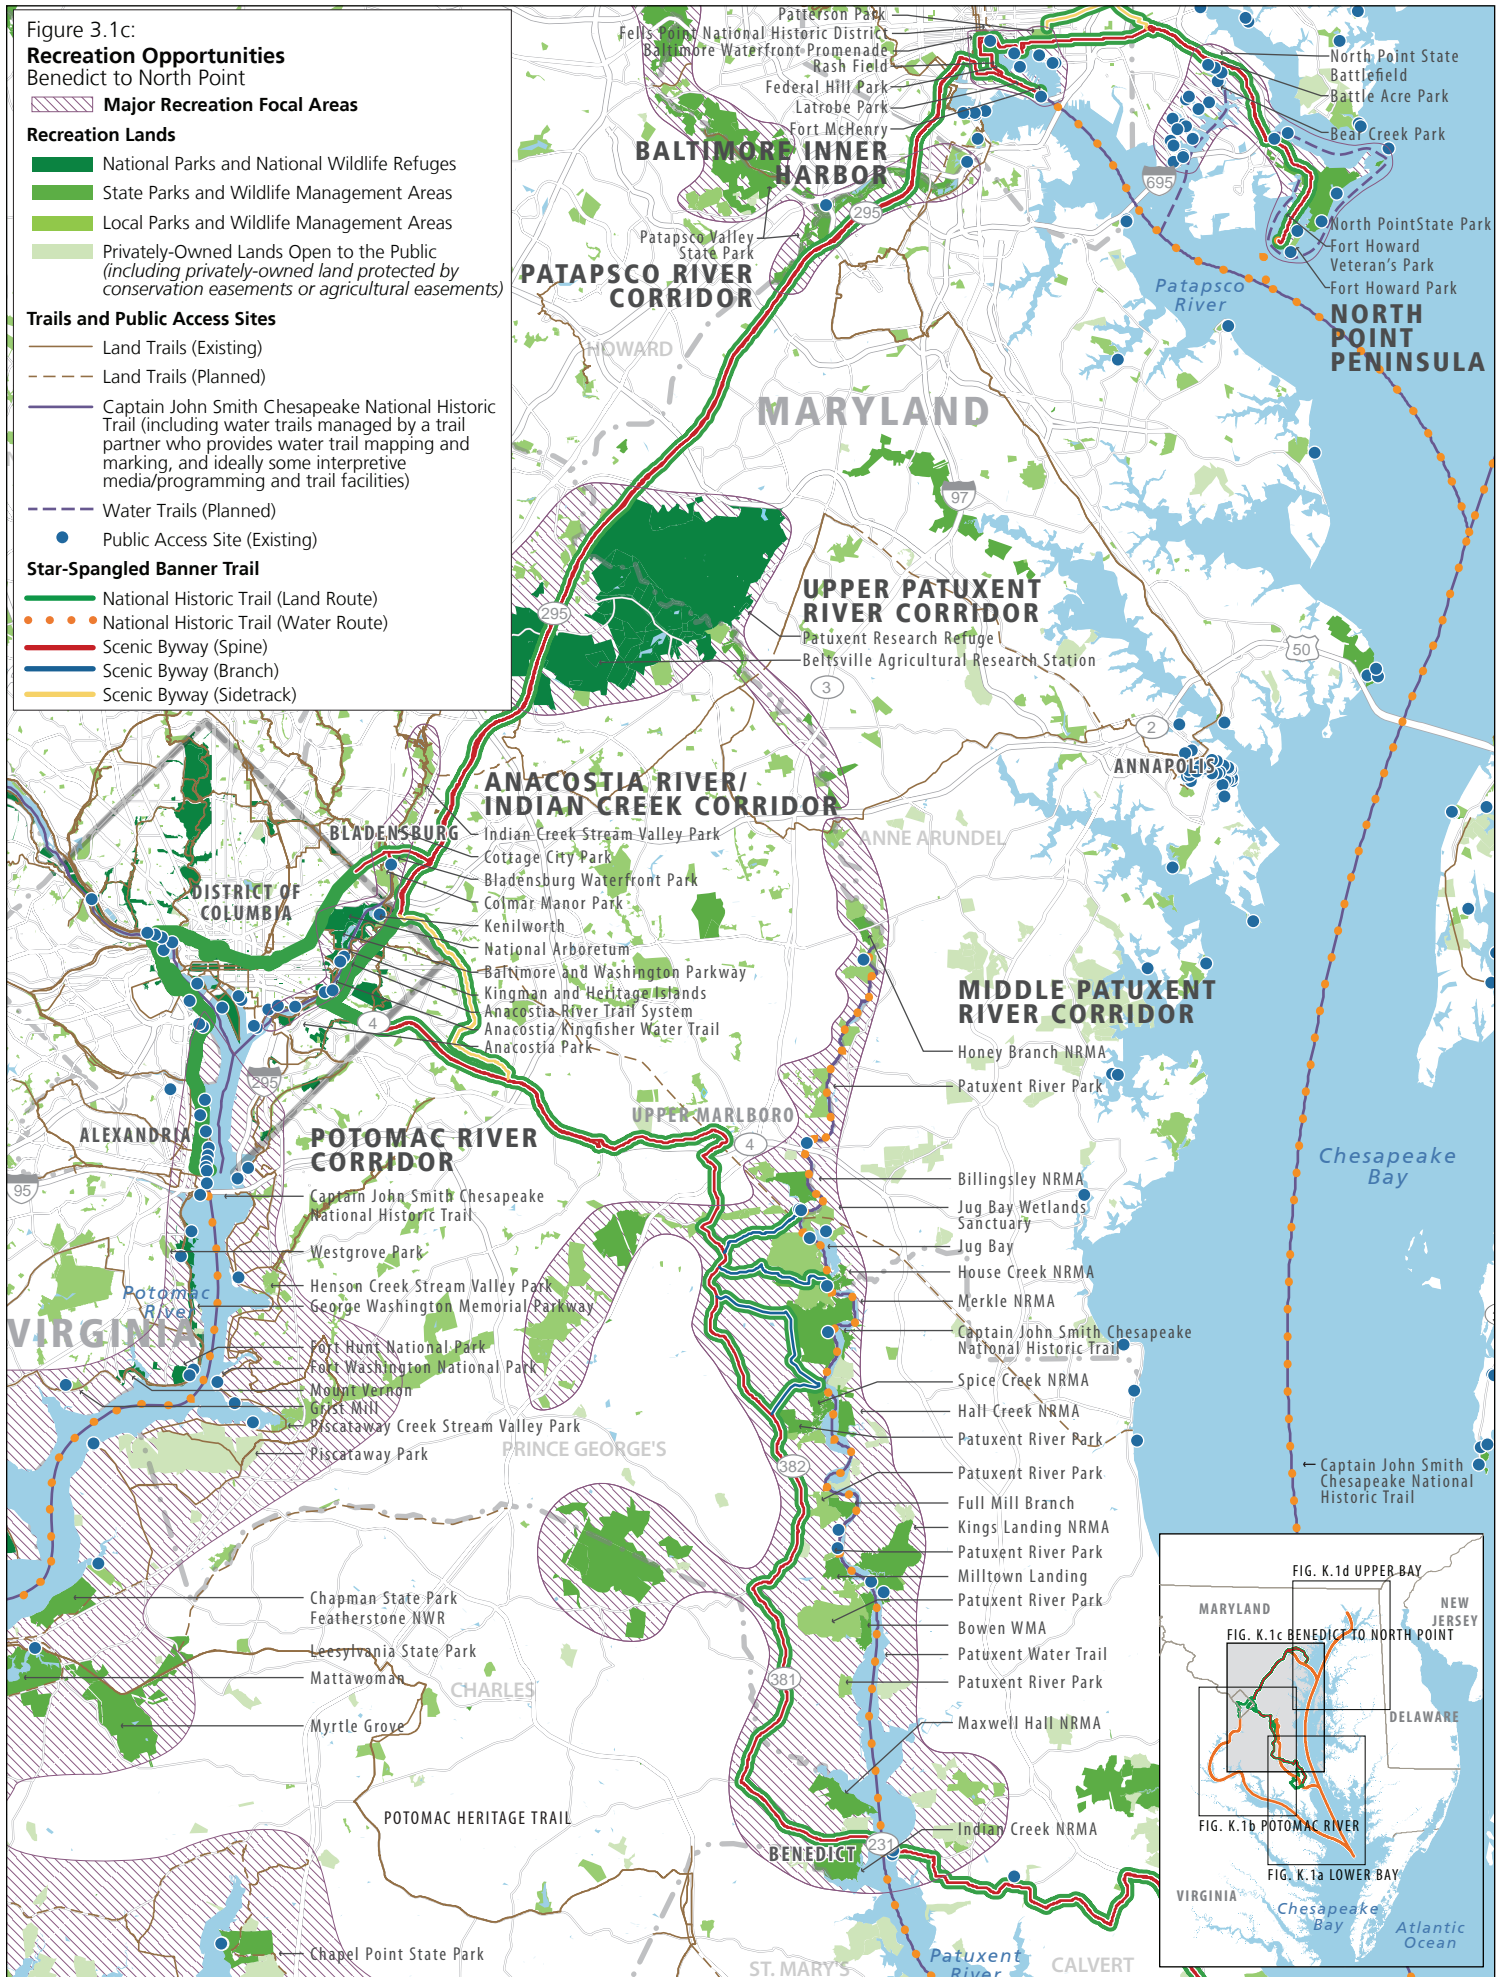 Figure 3.1c:
Recreation Opportunities
Benedict to North Point
Major Recreation Focal Areas
Recreation Lands
National Parks and National Wildlife Refuges
State Parks and Wildlife Management Areas
Local Parks and Wildlife Management Areas
Privately-Owned Lands Open to the Public
(including privately-owned land protected by
conservation easements or agricultural easements)
Trails and Public Access Sites
Land Trails (Existing)
Land Trails (Planned)
Captain John Smith Chesapeake National Historic
Trail (including water trails managed by a trail
partner who provides water trail mapping and
marking, and ideally some interpretive
media/programming and trail facilities)
Water Trails (Planned)
Public Access Site (Existing)
Star-Spangled Banner Trail
National Historic Trail (Land Route)
National Historic Trail (Water Route)
Scenic Byway (Spine)
Scenic Byway (Branch)
Scenic Byway (Sidetrack)
Patterson Park
Fells Point National Historic District
Baltimore Waterfront Promenade
Rash Field
Federal Hill Park
Latrobe Park
Fort McHenry
BALTIMORE INNER
HARBOR
295
Patapsco Valley
State Park
PATAPSCO RIVER
CORRIDOR
HOWARD
MARYLAND
North Point State
Battlefield
Battle Acre Park
Bear Creek Park
695
North PointState Park
Fort Howard
Veteran's Park
Fort Howard Park
Patapsco
River
NORTH
POINT
PENINSULA
97
295
UPPER PATUXENT
RIVER CORRIDOR
Patuxent Research Refuge
Beltsville Agricultural Research Station
3
50
2
ANNAPOLIS
ANACOSTIA RIVER/
INDIAN CREEK CORRIDOR
BLADENSBURG
Indian Creek Stream Valley Park
Cottage City Park
Bladensburg Waterfront Park
Colmar Manor Park
Kenilworth
National Arboretum
Baltimore and Washington Parkway
Kingman and Heritage Islands
Anacostia River Trail System
Anacostia Kingfisher Water Trail
Anacostia Park
ANNE ARUNDEL
DISTRICT OF
COLUMBIA
4
295
MIDDLE PATUXENT
RIVER CORRIDOR
Honey Branch NRMA
Patuxent River Park
UPPER MARLBORO
4
ALEXANDRIA
95
POTOMAC RIVER
CORRIDOR
Captain John Smith Chesapeake
National Historic Trail
Westgrove Park
Henson Creek Stream Valley Park
George Washington Memorial Parkway
Potomac
River
VIRGINIA
Fort Hunt National Park
Fort Washington National Park
Mount Vernon
Grist Mill
Piscataway Creek Stream Valley Park
Piscataway Park
PRINCE GEORGE'S
Billingsley NRMA
Jug Bay Wetlands
Sanctuary
Jug Bay
House Creek NRMA
Merkle NRMA
Captain John Smith Chesapeake
National Historic Trail
Spice Creek NRMA
Hall Creek NRMA
Patuxent River Park
382
Patuxent River Park
Full Mill Branch
Kings Landing NRMA
Patuxent River Park
Milltown Landing
Patuxent River Park
Bowen WMA
Patuxent Water Trail
Patuxent River Park
Maxwell Hall NRMA
Indian Creek NRMA
Chesapeake
Bay
Captain John Smith
Chesapeake National
Historic Trail
Chapman State Park
Featherstone NWR
Leesylvania State Park
Mattawoman
Myrtle Grove
CHARLES
381
POTOMAC HERITAGE TRAIL
BENEDICT
231
Chapel Point State Park
ST. MARY'S
Patuxent
River
CALVERT
FIG. K.1d UPPER BAY
MARYLAND
NEW
JERSEY
FIG. K.1c BENEDICT TO NORTH POINT
DELAWARE
FIG. K.1b POTOMAC RIVER
FIG. K.1a LOWER BAY
VIRGINIA
Chesapeake
Bay
Atlantic
Ocean